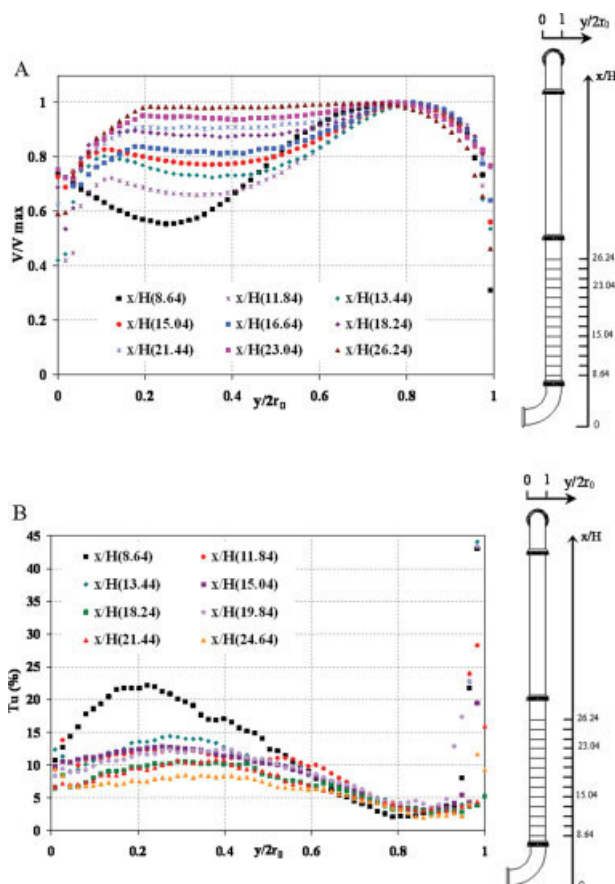 0 1 y/2r₀
x/H
A
1
0.8
0.6
0.4
0.2
0
V/V max
x/H(8.64) x/H(11.84) x/H(13.44)
x/H(15.04) x/H(16.64) x/H(18.24)
x/H(21.44) x/H(23.04) x/H(26.24)
0 0.2 0.4 0.6 0.8 1
y/2r₀
26.24
23.04
15.04
8.64
0
0 1 y/2r₀
x/H
B
45
40
35
30
25
20
15
10
5
0
Tu (%)
x/H(8.64) x/H(11.84)
x/H(13.44) x/H(15.04)
x/H(18.24) x/H(19.84)
x/H(21.44) x/H(24.64)
0 0.2 0.4 0.6 0.8 1
y/2r₀
26.24
23.04
15.04
8.64
0